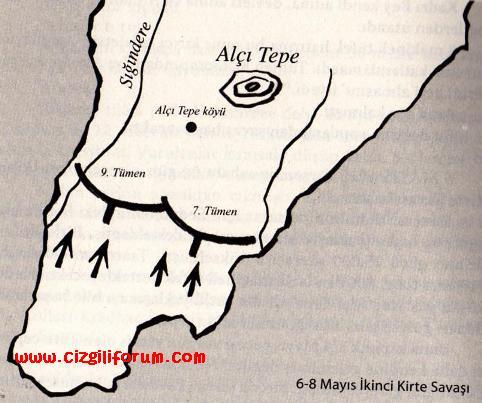 Sığındere
Alçı Tepe
Alçı Tepe köyü
9. Tümen
7. Tümen
www.cizgiliforum.com
6-8 Mayıs İkinci Kirte Savaşı